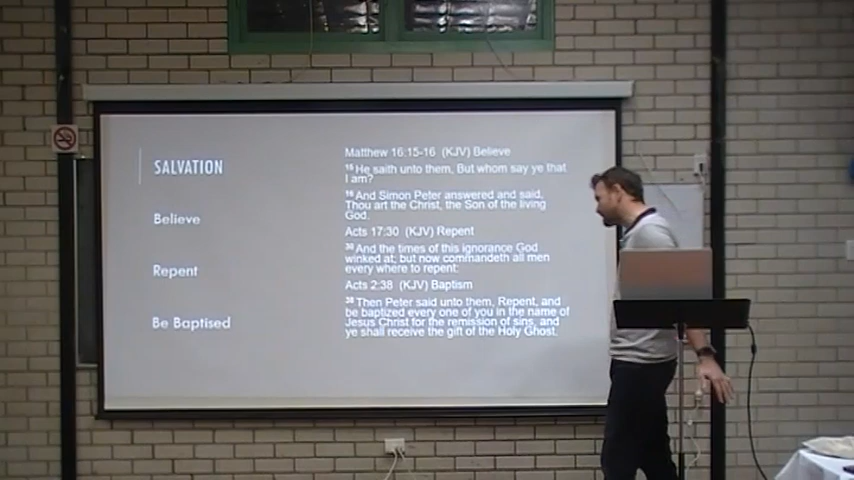 SALVATION
Believe
Repent
Be Baptised
Matthew 16:15-16 (KJV) Believe
15 He saith unto them, But whom say ye that
I am?
16 And Simon Peter answered and said,
Thou art the Christ, the Son of the living
God.
Acts 17:30 (KJV) Repent
30 And the times of this ignorance God
winked at; but now commandeth all men
every where to repent:
Acts 2:38 (KJV) Baptism
38 Then Peter said unto them, Repent, and
be baptized every one of you in the name of
Jesus Christ for the remission of sins, and
ye shall receive the gift of the Holy Ghost.